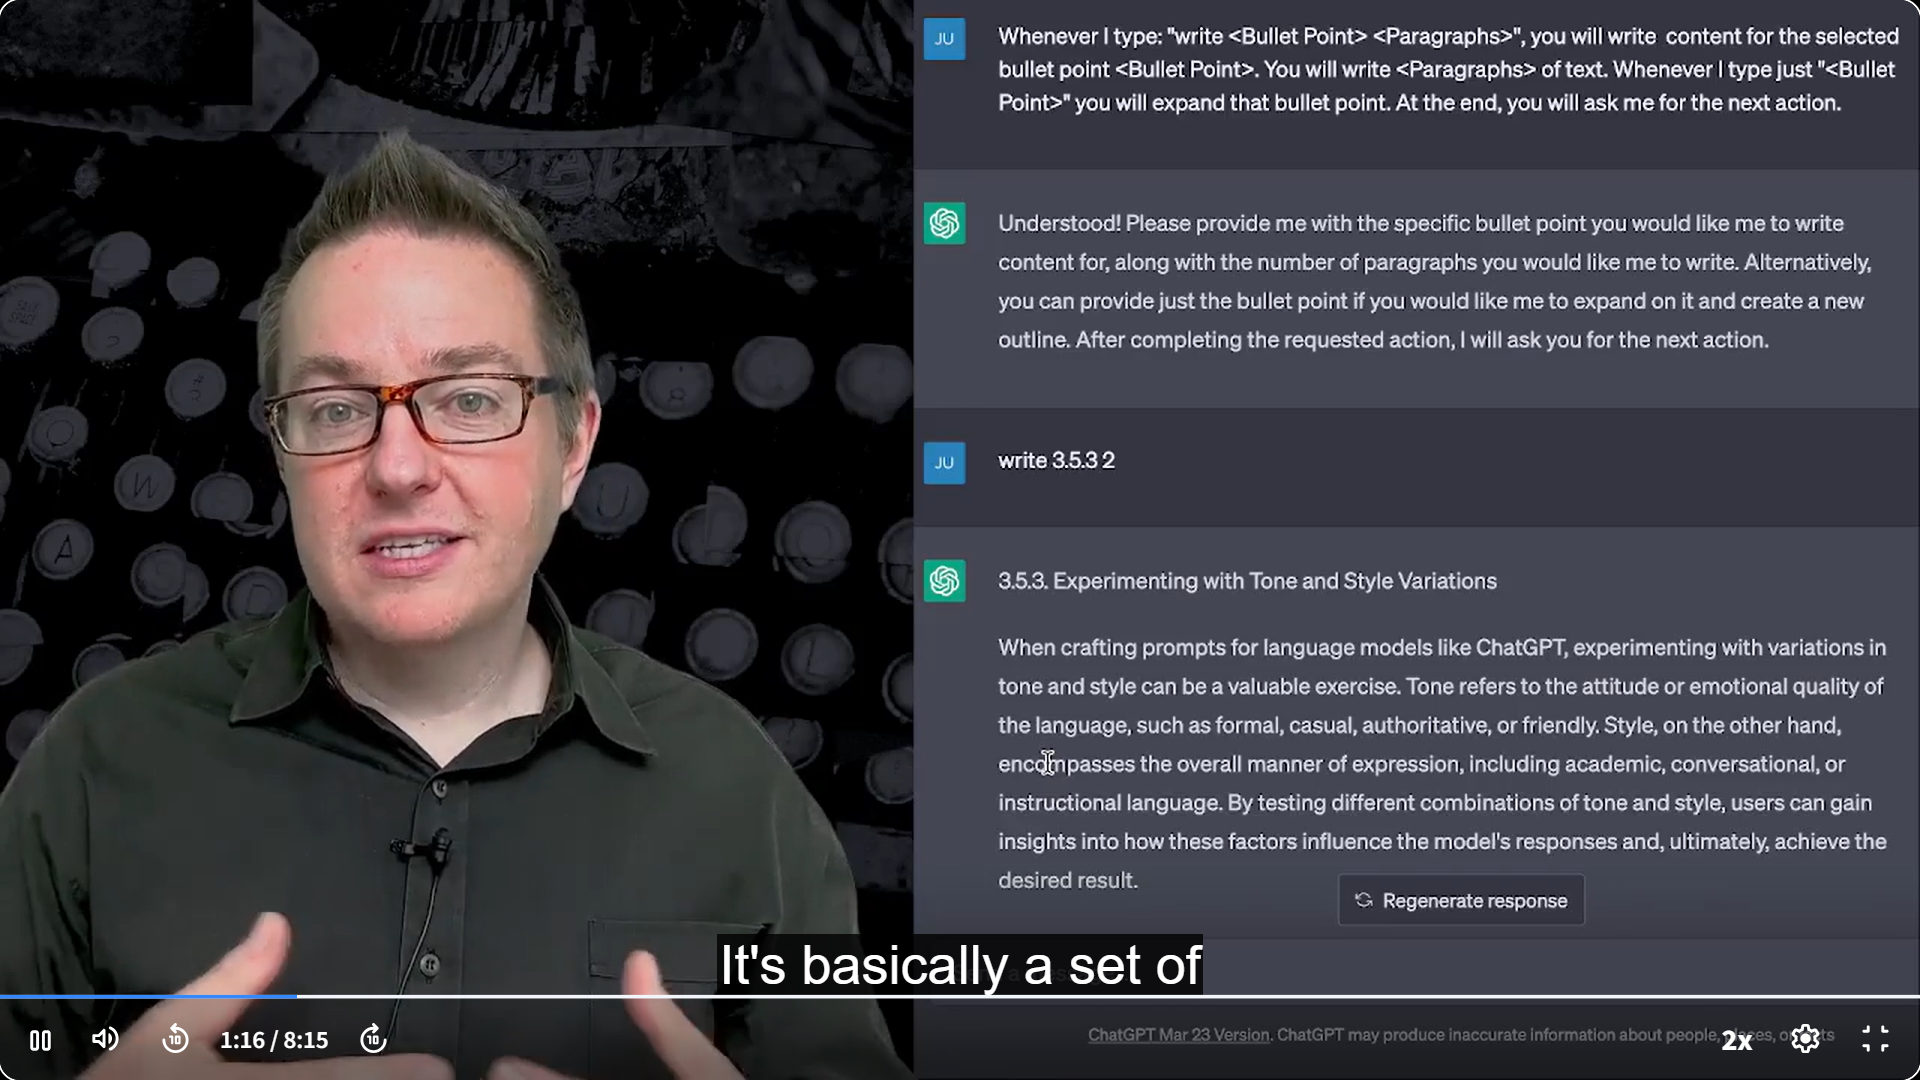 JU
Whenever I type: "write <Bullet Point> <Paragraphs>", you will write content for the selected
bullet point <Bullet Point>. You will write <Paragraphs> of text. Whenever I type just "<Bullet
Point>" you will expand that bullet point. At the end, you will ask me for the next action.
Understood! Please provide me with the specific bullet point you would like me to write
content for, along with the number of paragraphs you would like me to write. Alternatively,
you can provide just the bullet point if you would like me to expand on it and create a new
outline. After completing the requested action, I will ask you for the next action.
JU
write 3.5.3 2
3.5.3. Experimenting with Tone and Style Variations
When crafting prompts for language models like ChatGPT, experimenting with variations in
tone and style can be a valuable exercise. Tone refers to the attitude or emotional quality of
the language, such as formal, casual, authoritative, or friendly. Style, on the other hand,
encompasses the overall manner of expression, including academic, conversational, or
instructional language. By testing different combinations of tone and style, users can gain
insights into how these factors influence the model's responses and, ultimately, achieve the
desired result.
Regenerate response
It's basically a set of
10
1:16 / 8:15
10
ChatGPT Mar 23 Version. ChatGPT may produce inaccurate information about people,
2x
BACK
SPACE
W
U
A